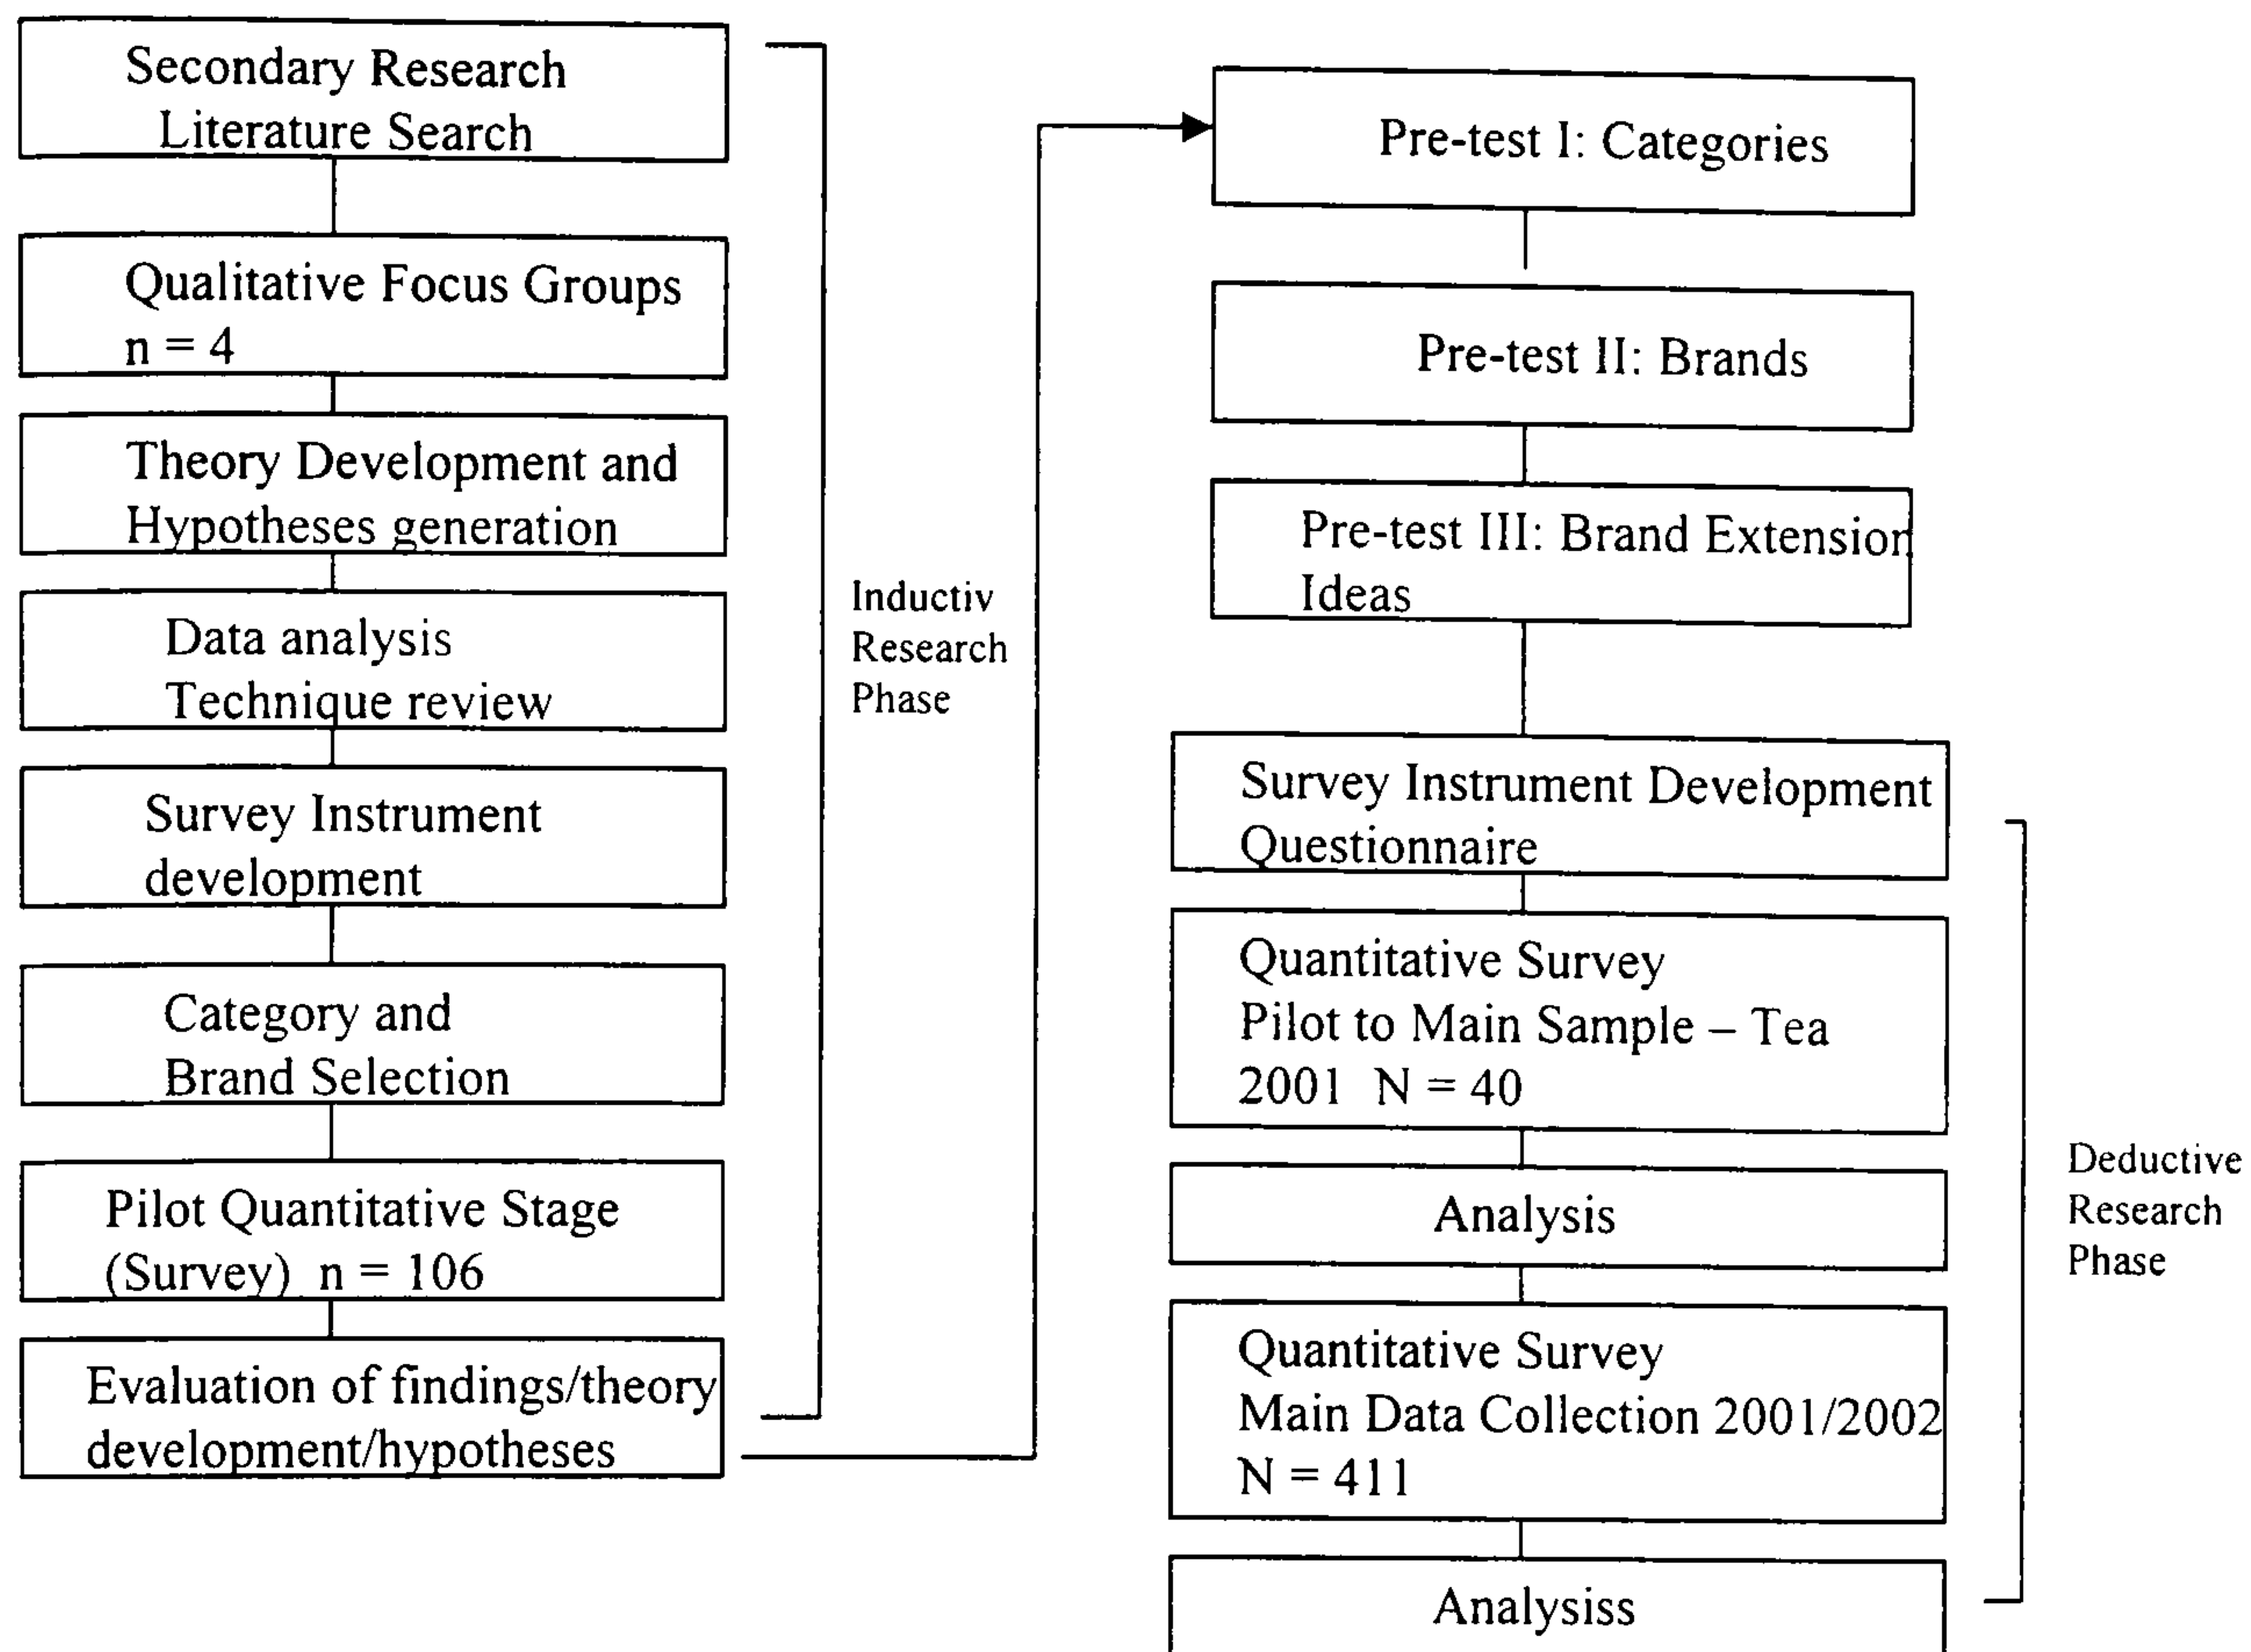 Secondary Research
Literature Search
Qualitative Focus Groups
n = 4
Theory Development and
Hypotheses generation
Data analysis
Technique review
Survey Instrument
development
Category and
Brand Selection
Pilot Quantitative Stage
(Survey) n = 106
Evaluation of findings/theory
development/hypotheses
Inductiv
Research
Phase
Pre-test I: Categories
Pre-test II: Brands
Pre-test III: Brand Extension
Ideas
Survey Instrument Development
Questionnaire
Quantitative Survey
Pilot to Main Sample – Tea
2001 N = 40
Analysis
Quantitative Survey
Main Data Collection 2001/2002
N = 411
Analysiss
Deductive
Research
Phase